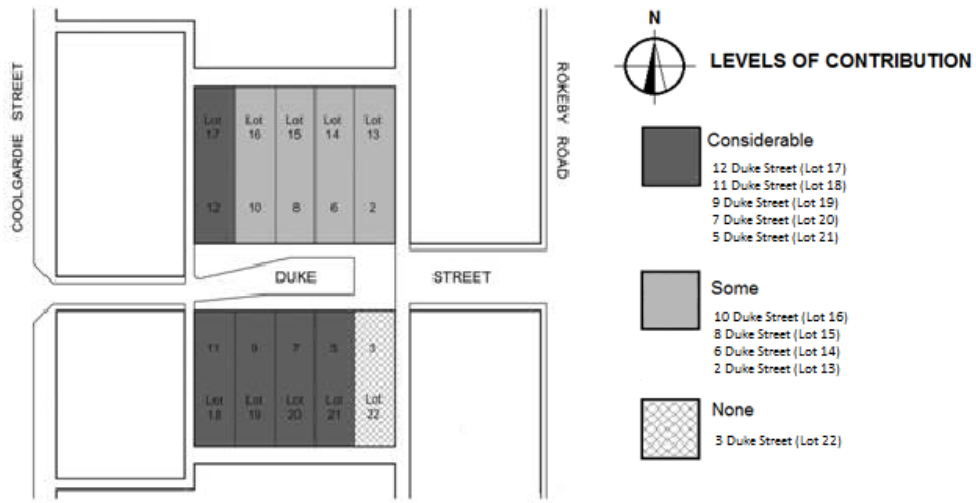 COOLGARDIE STREET
Lot 17
Lot 16
Lot 15
Lot 14
Lot 13
12
10
8
6
2
DUKE STREET
11
9
7
5
3
Lot 18
Lot 19
Lot 20
Lot 21
Lot 22
ROKEBY ROAD
N
LEVELS OF CONTRIBUTION
Considerable
12 Duke Street (Lot 17)
11 Duke Street (Lot 18)
9 Duke Street (Lot 19)
7 Duke Street (Lot 20)
5 Duke Street (Lot 21)
Some
10 Duke Street (Lot 16)
8 Duke Street (Lot 15)
6 Duke Street (Lot 14)
2 Duke Street (Lot 13)
None
3 Duke Street (Lot 22)